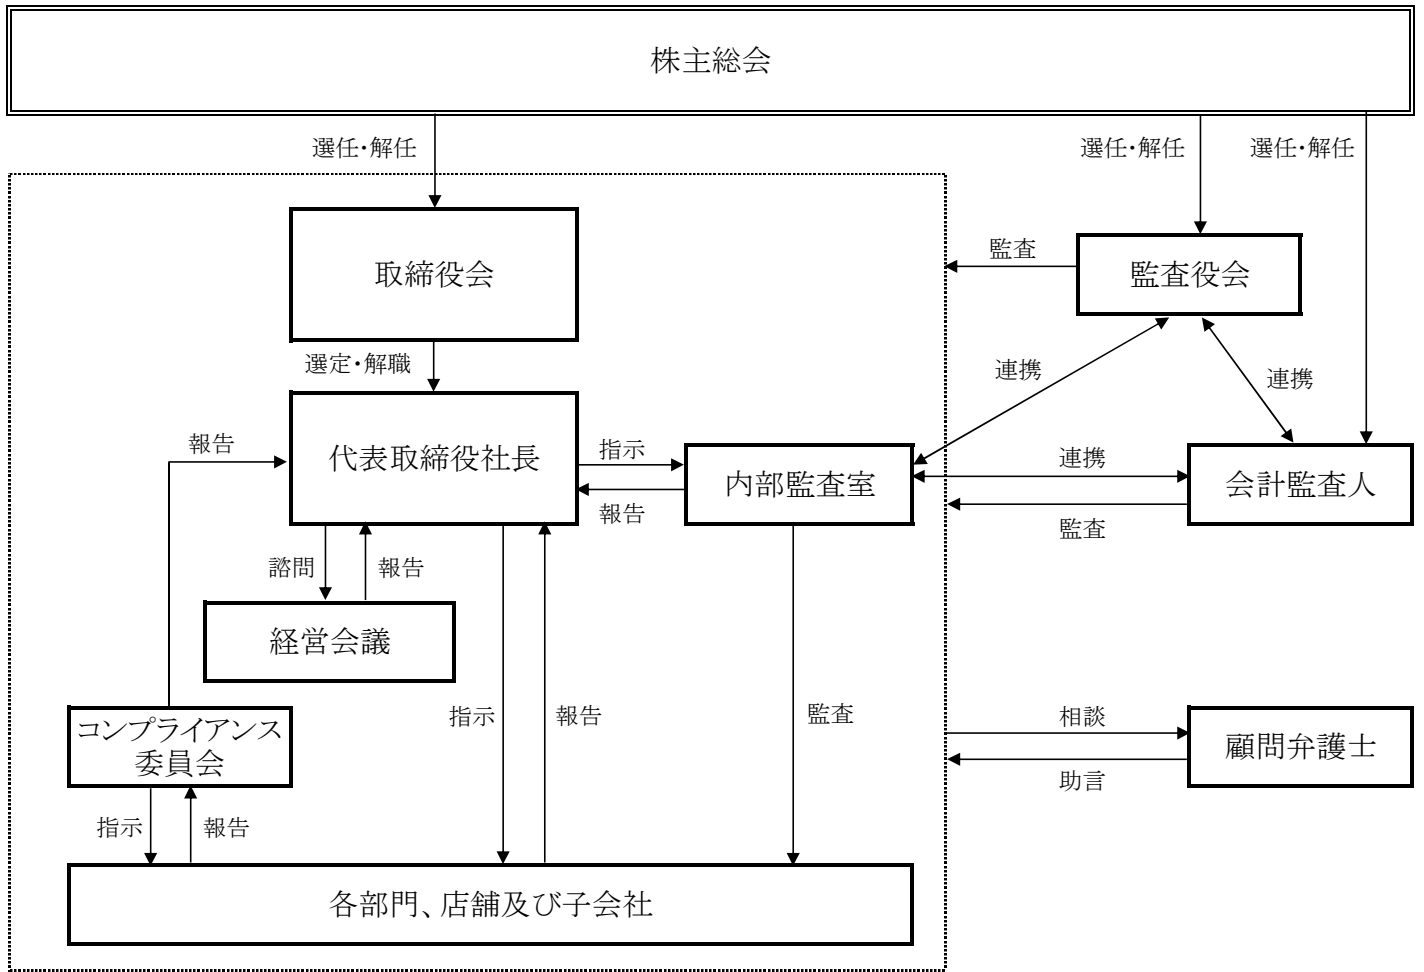 株主総会
選任・解任
選任・解任
選任・解任
取締役会
監査
監査役会
選定・解職
連携
連携
報告
代表取締役社長
指示
報告
内部監査室
連携
監査
会計監査人
諮問
報告
経営会議
コンプライアンス
委員会
指示
報告
監査
相談
助言
顧問弁護士
指示
報告
各部門、店舗及び子会社